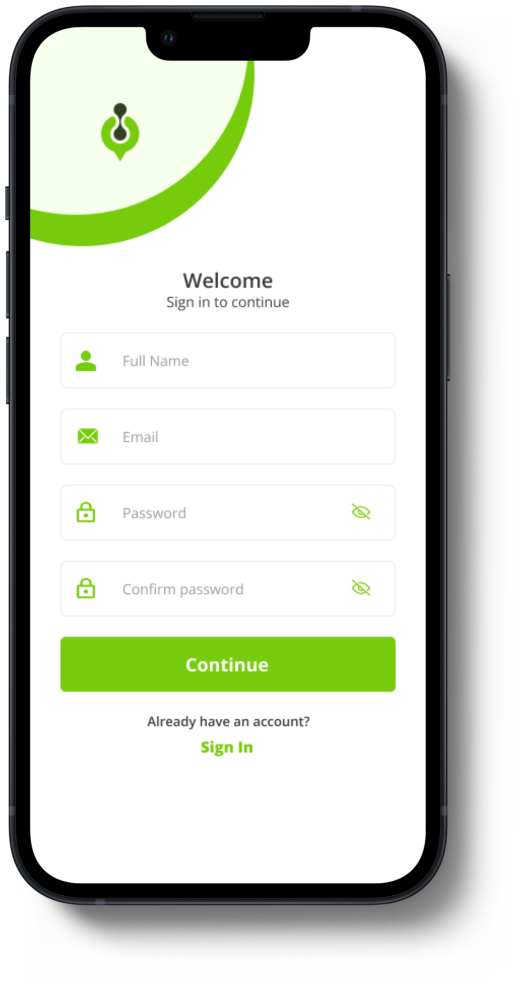 Welcome
Sign in to continue
Full Name
Email
Password
Confirm password
Continue
Already have an account?
Sign In